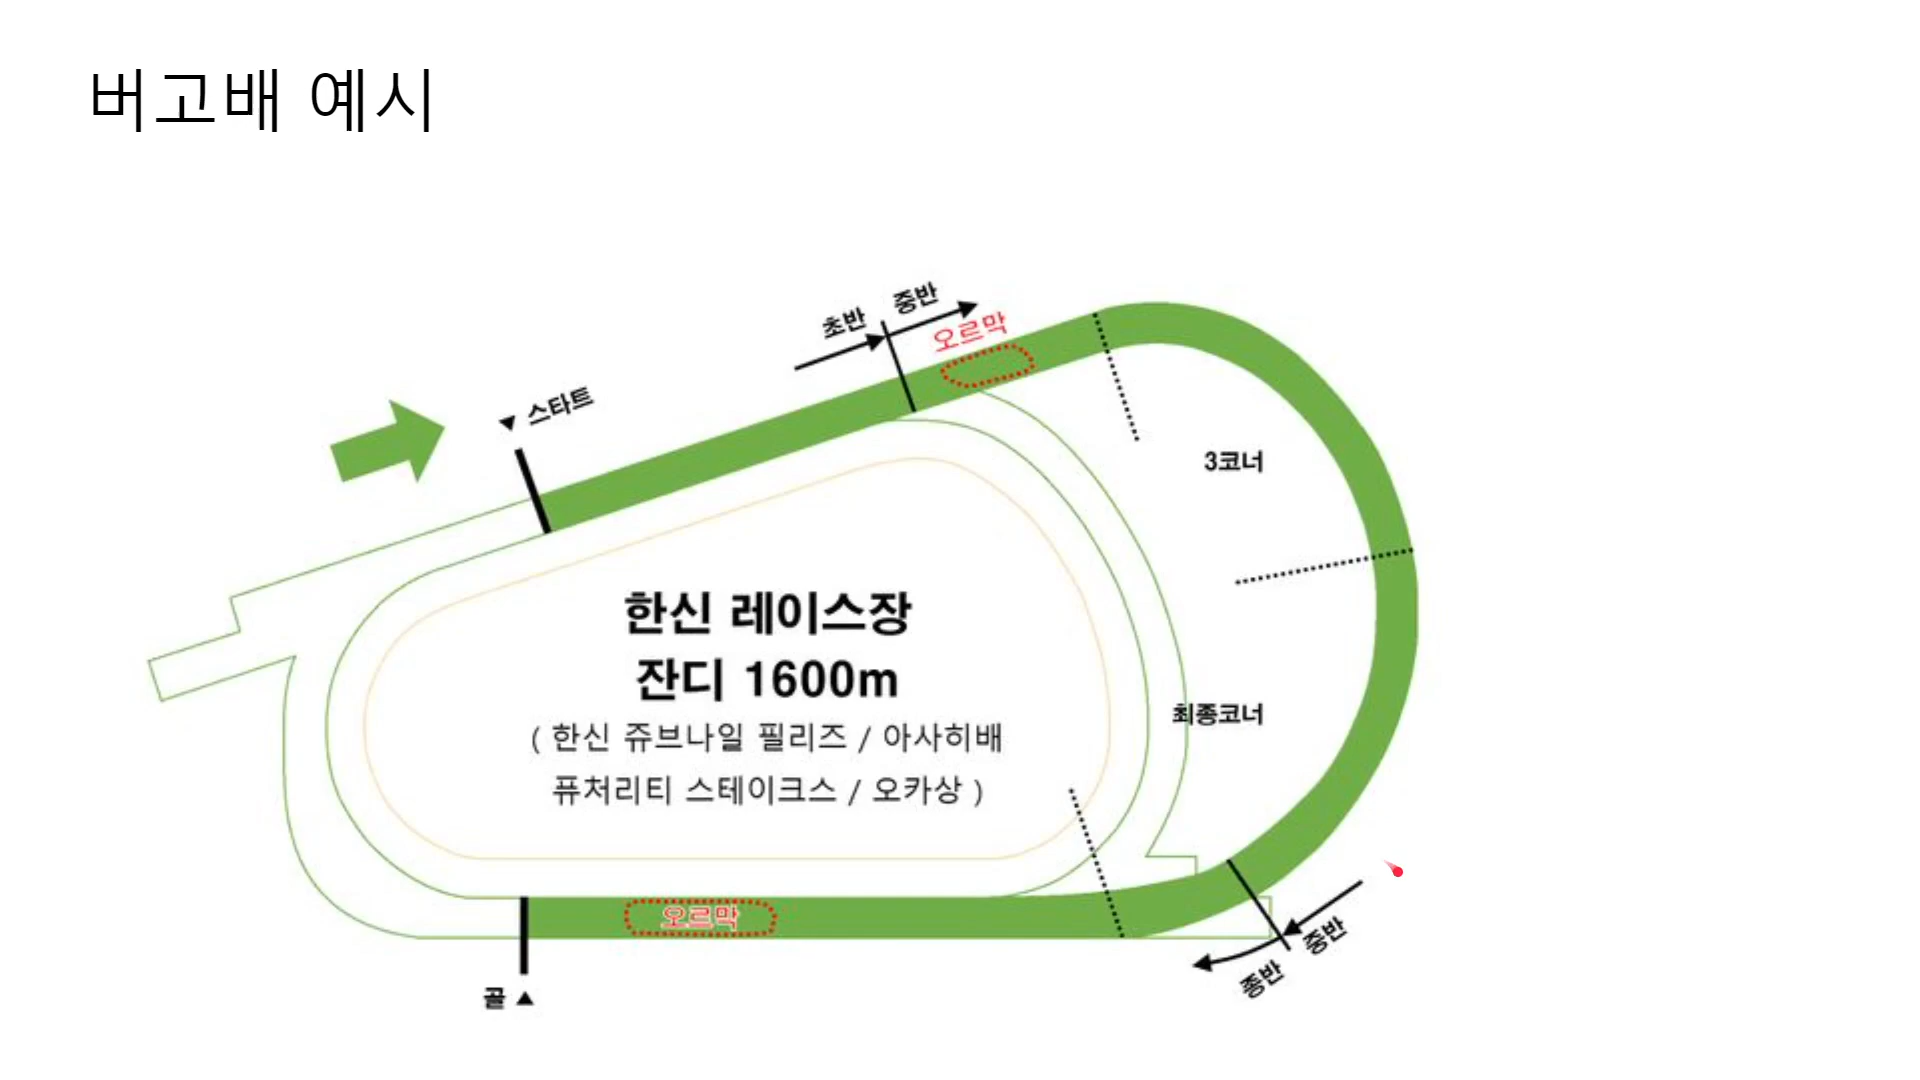 버고배 예시
초반
중반
오르막
▼ 스타트
3코너
한신 레이스장
잔디 1600m
( 한신 쥬브나일 필리즈 / 아사히배
퓨처리티 스테이크스 / 오카상 )
최종코너
오르막
중반
종반
골 ▲